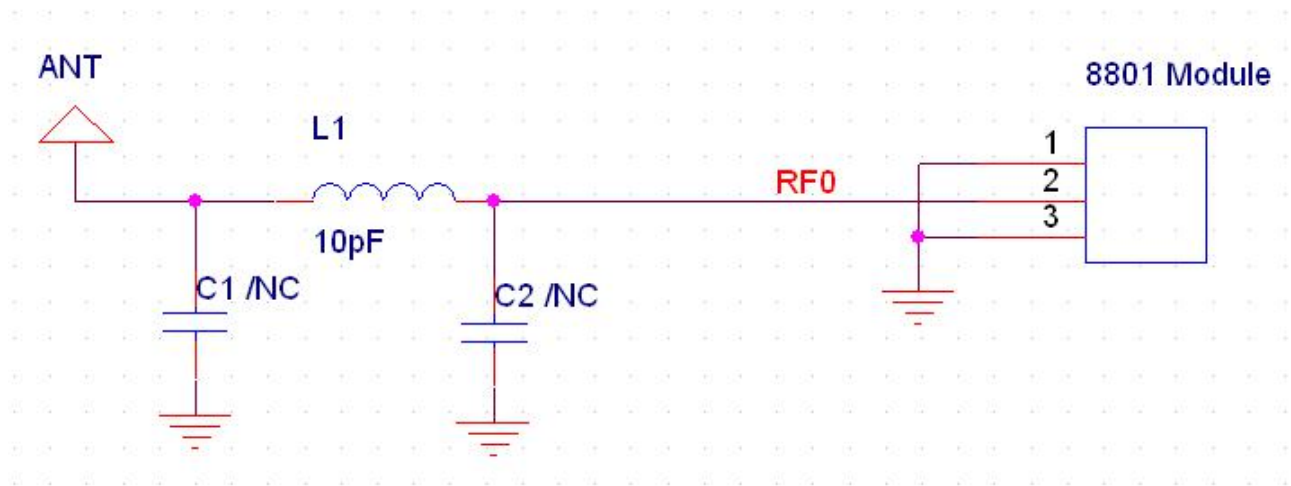 ANT
8801 Module
L1
1
RF0
2
3
10pF
C1 /NC
C2 /NC